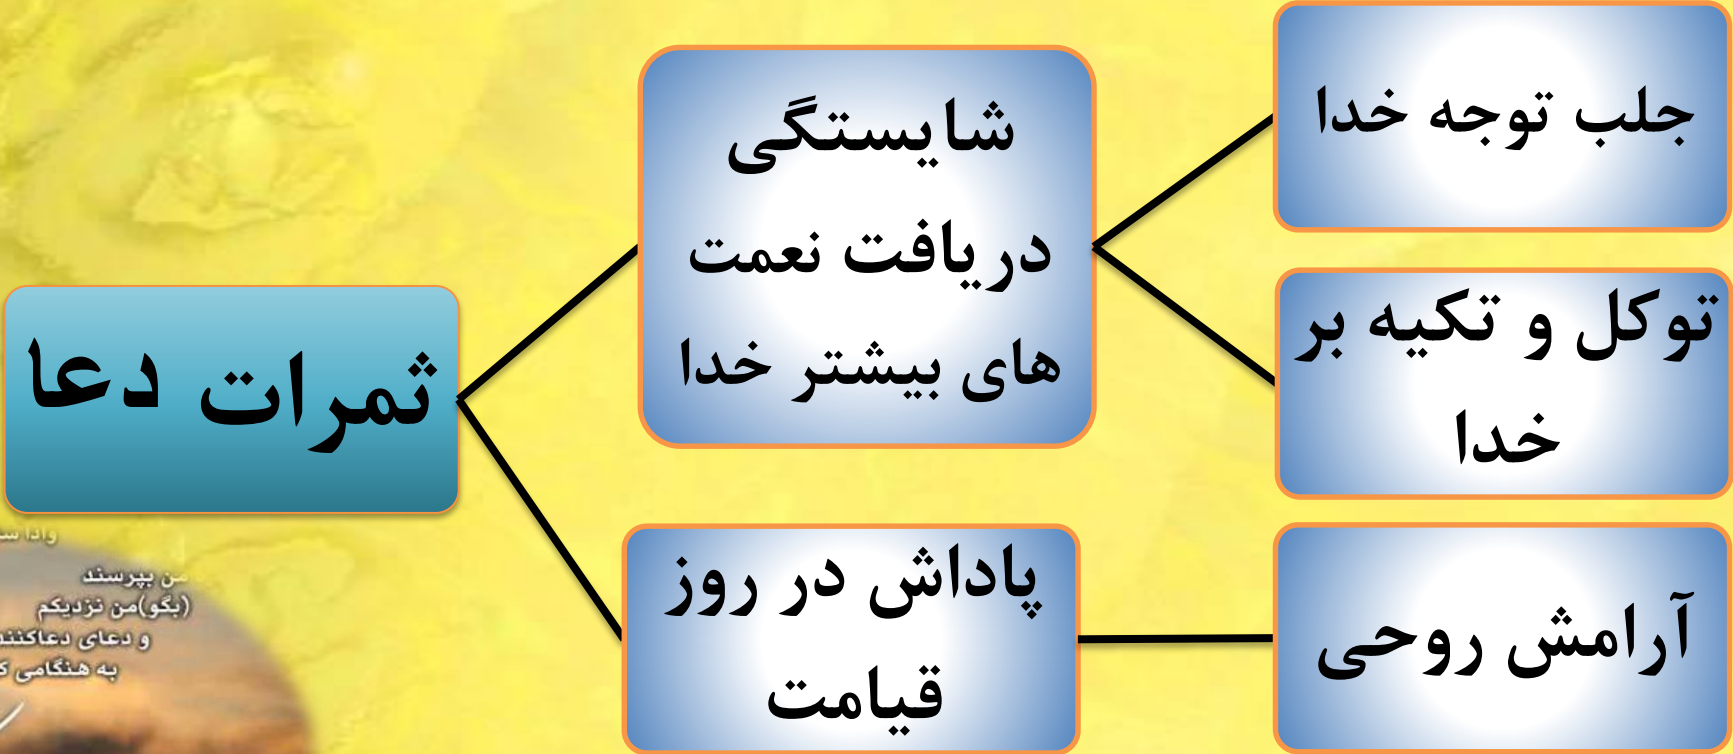 ثمرات دعا
شایستگی
دریافت نعمت
های بیشتر خدا
پاداش در روز
قیامت
جلب توجه خدا
توکل و تکیه بر
خدا
آرامش روحی
من بپرسند
(بگو)من نزدیکم
و دعای
به هنگامی